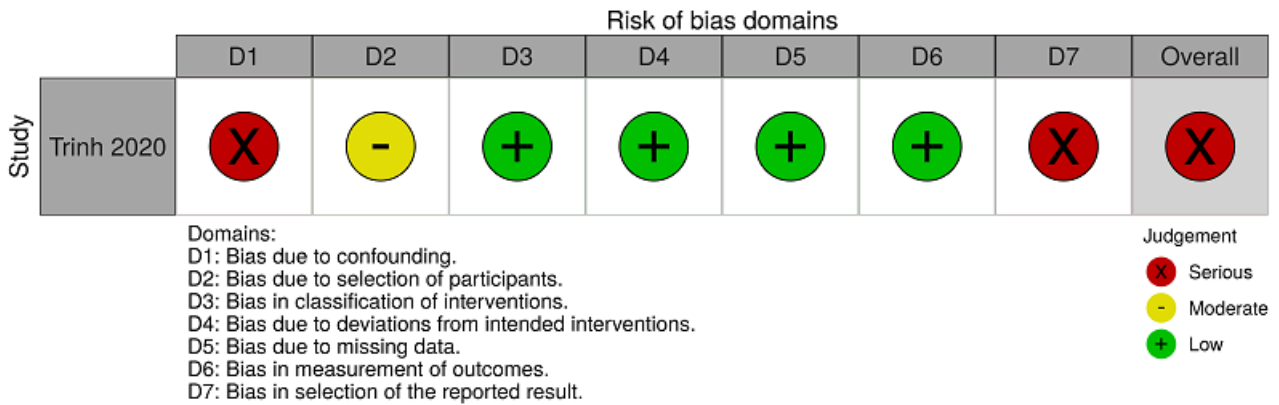 Risk of bias domains
D1 D2 D3 D4 D5 D6 D7 Overall
Study
Trinh 2020 X - + + + + X X
Domains:
D1: Bias due to confounding.
D2: Bias due to selection of participants.
D3: Bias in classification of interventions.
D4: Bias due to deviations from intended interventions.
D5: Bias due to missing data.
D6: Bias in measurement of outcomes.
D7: Bias in selection of the reported result.
Judgement
X Serious
- Moderate
+ Low